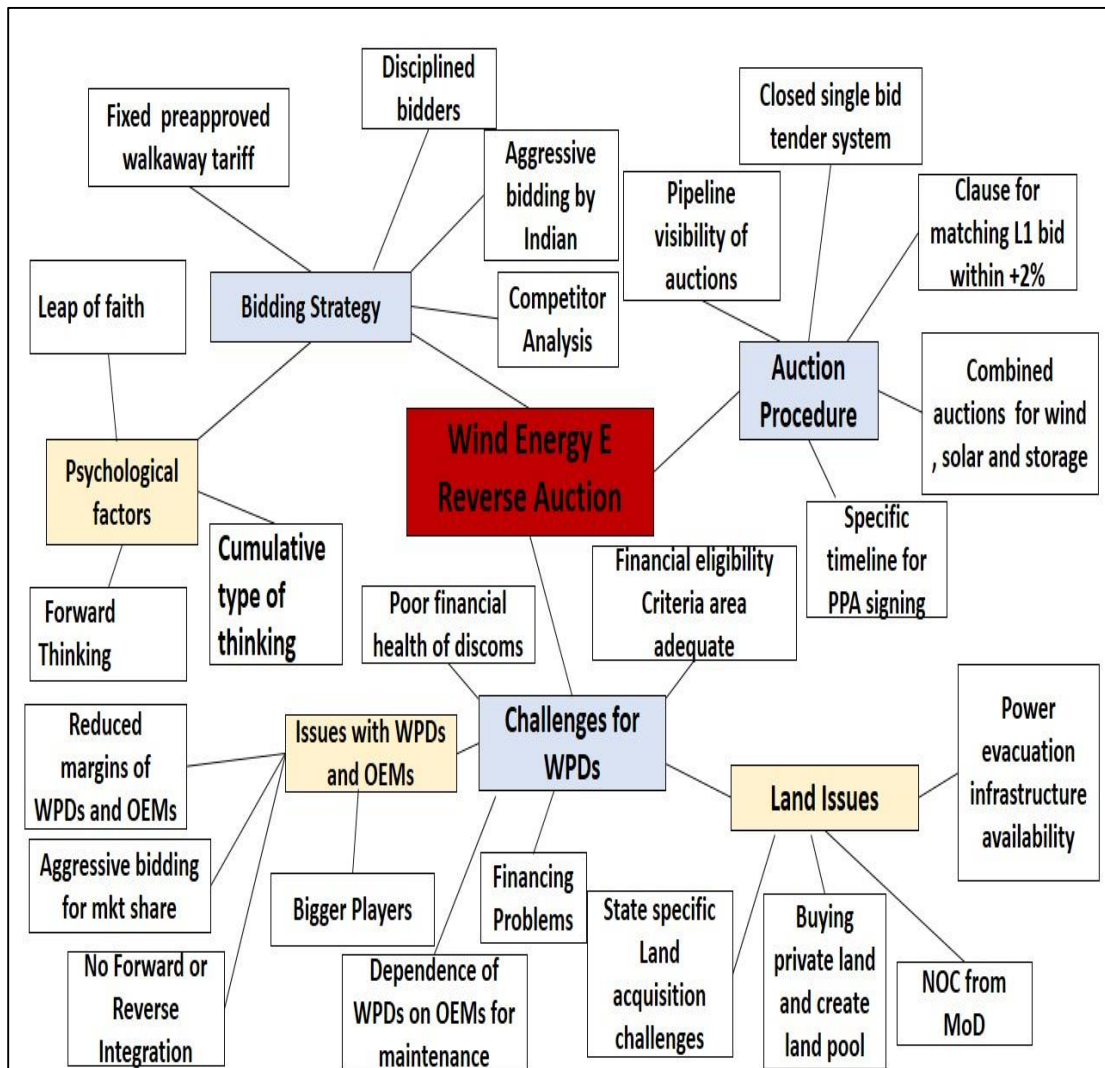 Disciplined
bidders
Fixed preapproved
walkaway tariff
Aggressive
bidding by
Indian
Leap of faith
Bidding Strategy
Competitor
Analysis
Psychological
factors
Forward
Thinking
Cumulative
type of
thinking
Closed single bid
tender system
Pipeline
visibility of
auctions
Clause for
matching L1 bid
within +2%
Auction
Procedure
Combined
auctions for wind
, solar and storage
Specific
timeline for
PPA signing
Wind Energy E
Reverse Auction
Poor financial
health of discoms
Financial eligibility
Criteria area
adequate
Challenges for
WPDs
Issues with WPDs
and OEMs
Reduced
margins of
WPDs and OEMs
Aggressive bidding
for mkt share
No Forward or
Reverse
Integration
Bigger Players
Dependence of
WPDs on OEMs for
maintenance
Financing
Problems
Land Issues
Power
evacuation
infrastructure
availability
State specific
Land
acquisition
challenges
Buying
private land
and create
land pool
NOC from
MoD